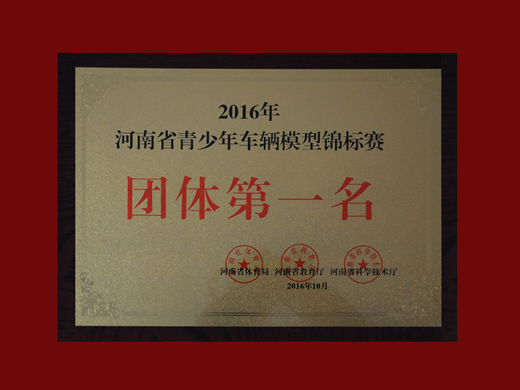 2016年
河南省青少年车辆模型锦标赛
团体第一名
河南省体育局 河南省教育厅 河南省科学技术厅
2016年10月